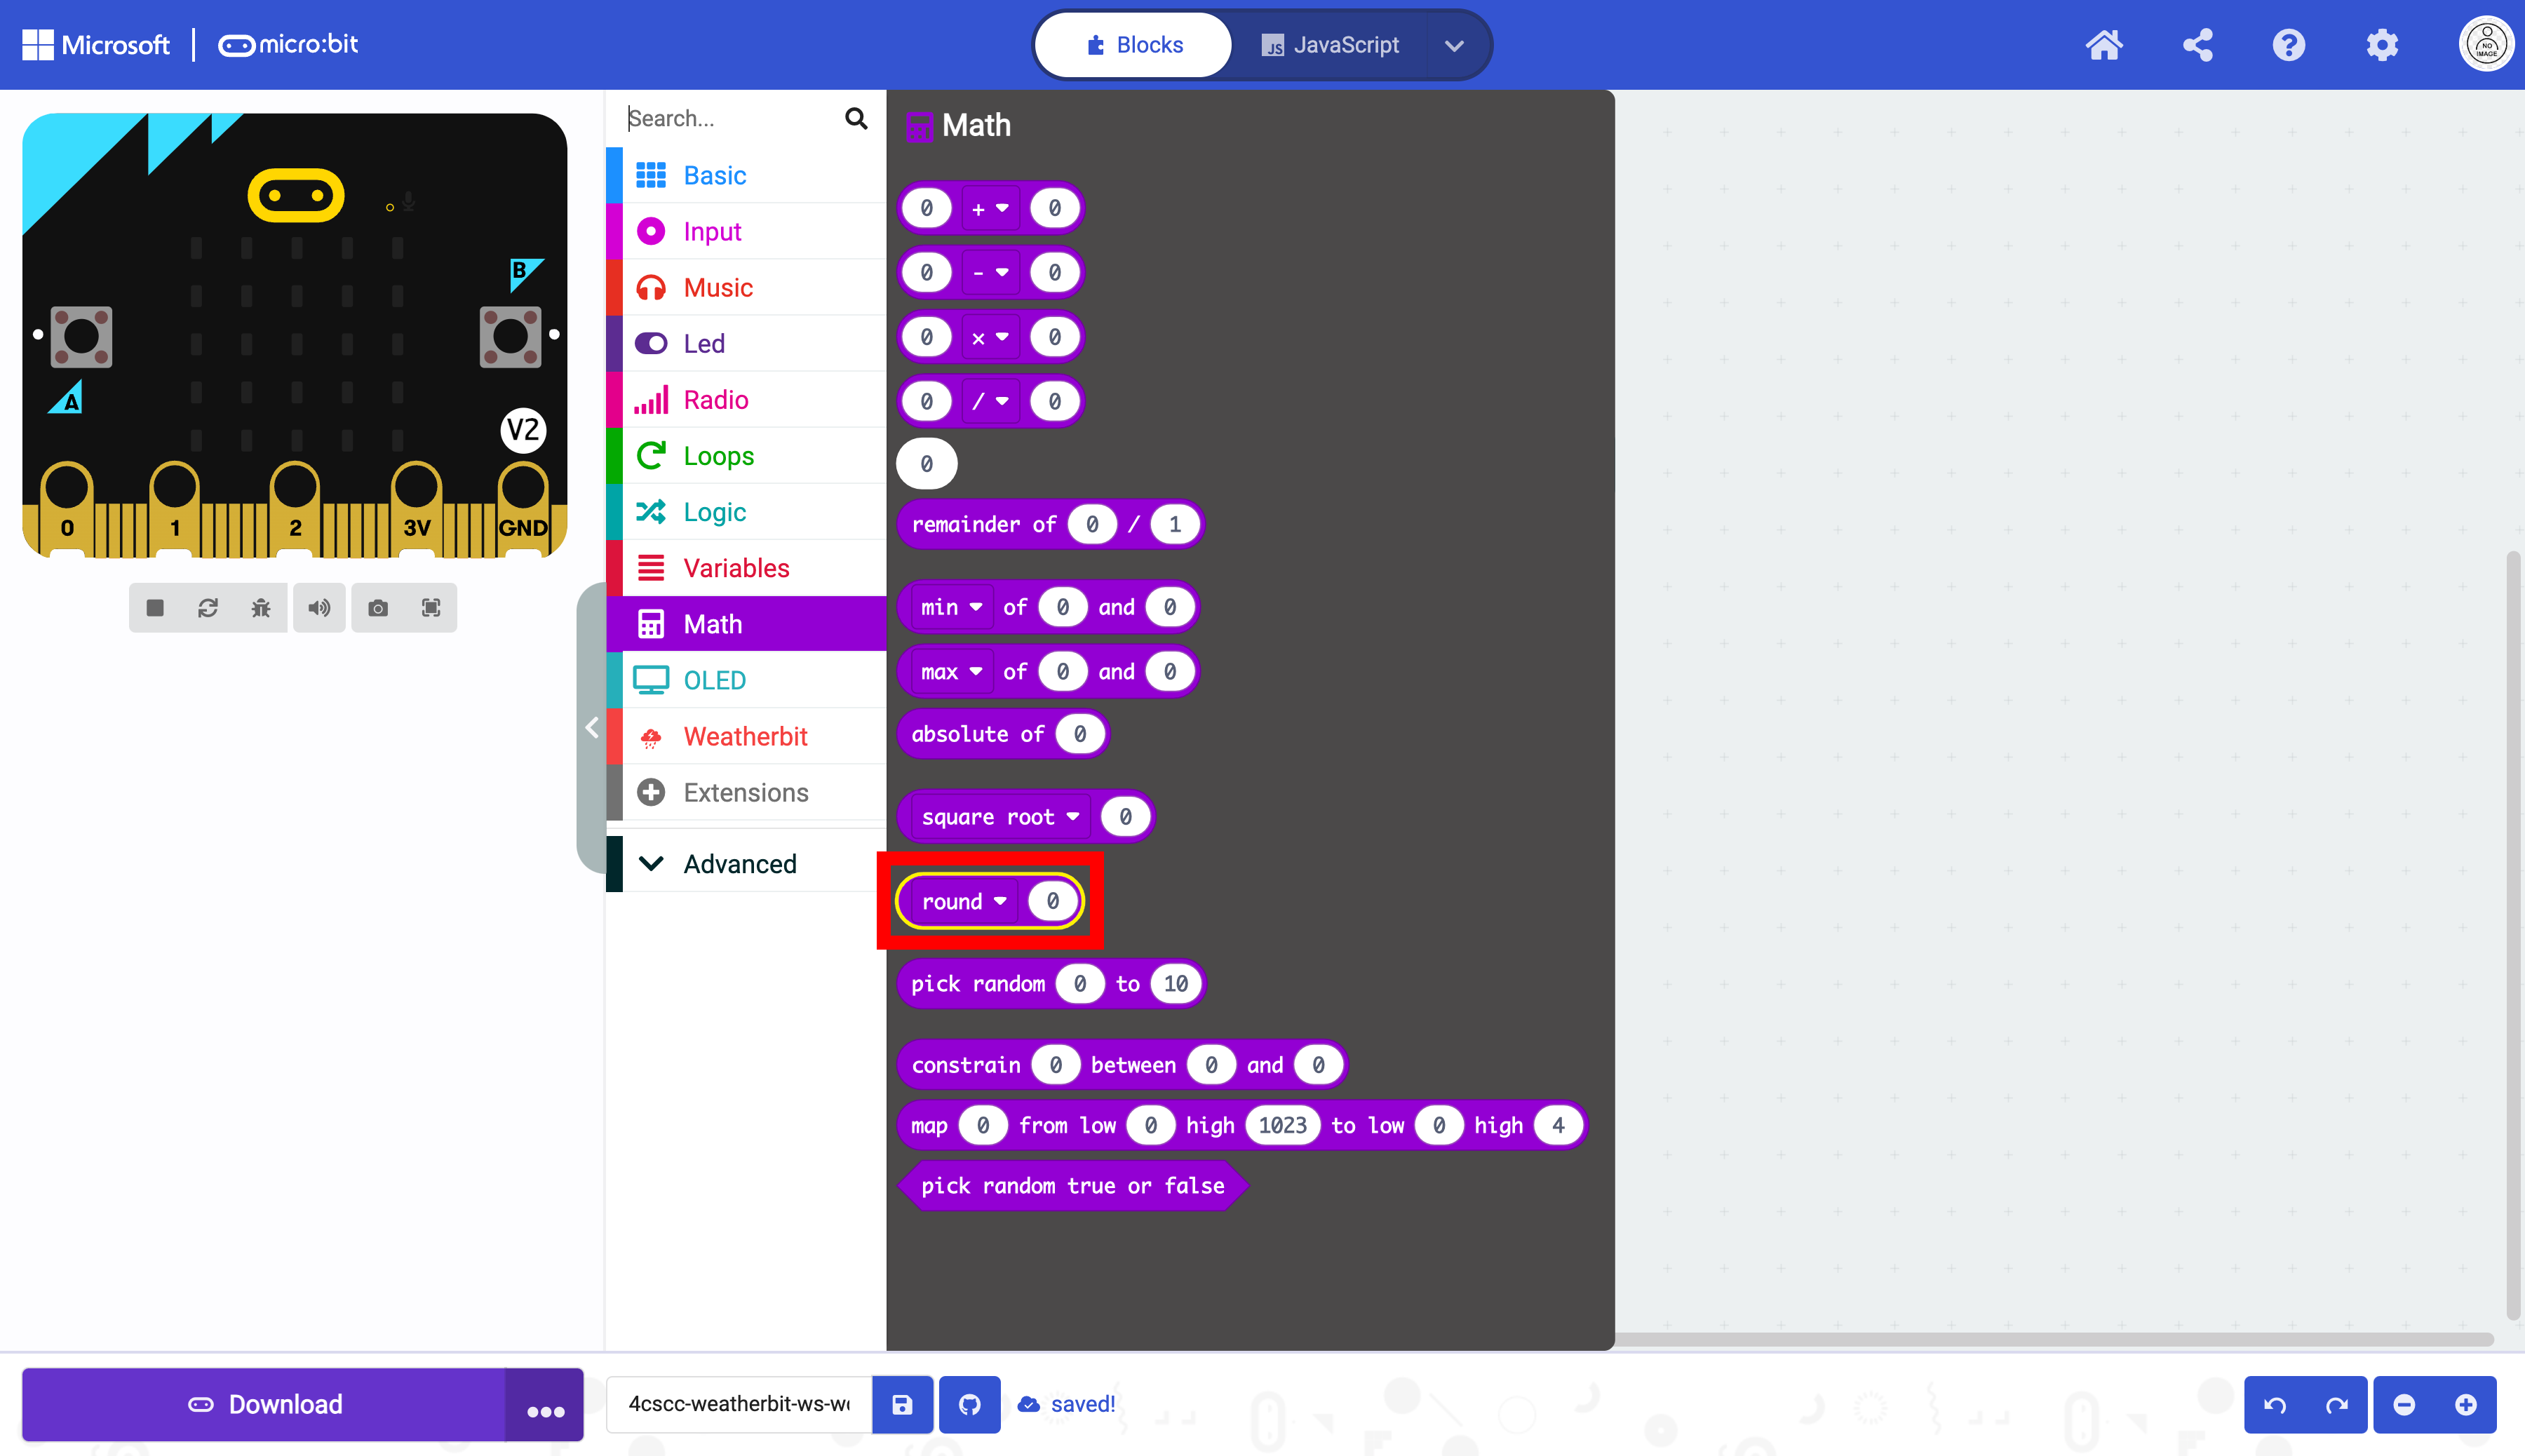 Microsoft | micro:bit
Blocks
JS JavaScript
NO
IMAGE
B
A
V2
0 1 2 3V GND
Search...
Basic
Input
Music
Led
Radio
Loops
Logic
Variables
Math
OLED
Weatherbit
Extensions
Advanced
Math
0 + 0
0 - 0
0 × 0
0 / 0
0
remainder of 0 / 1
min of 0 and 0
max of 0 and 0
absolute of 0
square root 0
round 0
pick random 0 to 10
constrain 0 between 0 and 0
map 0 from low 0 high 1023 to low 0 high 4
pick random true or false
Download
4cscc-weatherbit-ws-w
saved!